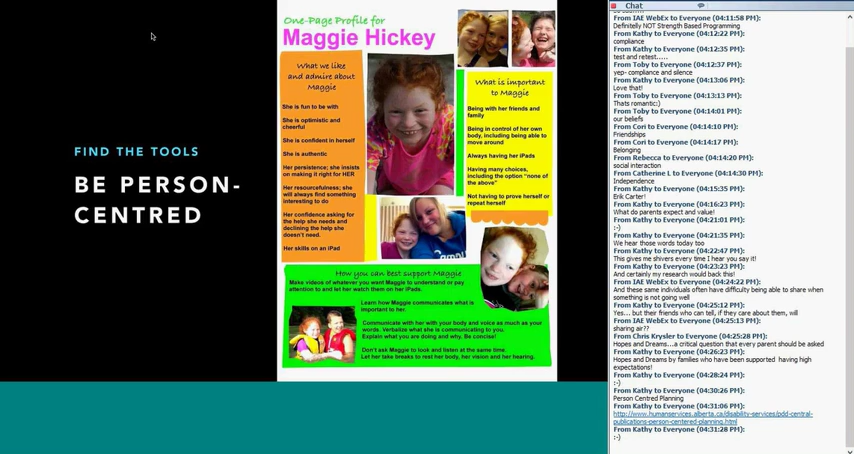 FIND THE TOOLS
BE PERSON-
CENTRED
One-Page Profile for
Maggie Hickey
What we like
and admire about
Maggie
She is fun to be with
She is optimistic and
cheerful
She is confident in herself
She is authentic
Her persistence; she insists
on making it right for HER
Her resourcefulness; she
will always find something
interesting to do
Her confidence asking for
the help she needs and
declining the help she
doesn't need.
Her skills on an iPad
What is important
to Maggie
Being with her friends and
family
Being in control of her own
body, including being able to
move around
Always having her iPads
Having many choices,
including the option "none of
the above"
Not having to prove herself or
repeat herself
How you can best support Maggie
Make videos of whatever you want Maggie to understand or pay
attention to and let her watch them on her iPads.
Learn how Maggie communicates what is
important to her.
Communicate with her with your body and voice as much as your
words. Verbalize what she is communicating to you.
Explain what you are doing and why. Be concise!
Don't ask Maggie to look and listen at the same time.
Let her take breaks to rest her body, her vision and her hearing.
Chat
From IAE WebEx to Everyone (04:11:58 PM):
Definitelly NOT Strength Based Programming
From Kathy to Everyone (04:12:22 PM):
compliance
From Kathy to Everyone (04:12:35 PM):
test and retest.....
From Toby to Everyone (04:12:37 PM):
yep- compliance and silence
From Kathy to Everyone (04:13:06 PM):
Love that!
From Toby to Everyone (04:13:13 PM):
Thats romantic:)
From Toby to Everyone (04:14:01 PM):
our beliefs
From Cori to Everyone (04:14:10 PM):
Friendships
From Cori to Everyone (04:14:17 PM):
Belonging
From Rebecca to Everyone (04:14:20 PM):
social interaction
From Catherine L to Everyone (04:14:30 PM):
Independence
From Kathy to Everyone (04:15:35 PM):
Erik Carter!
From Kathy to Everyone (04:16:23 PM):
What do parents expect and value!
From Kathy to Everyone (04:21:01 PM):
:-)
From Kathy to Everyone (04:21:35 PM):
We hear those words today too
From Kathy to Everyone (04:22:47 PM):
This gives me shivers every time I hear you say it!
From Kathy to Everyone (04:23:23 PM):
And certainly my research would back this!
From IAE WebEx to Everyone (04:24:22 PM):
And these same individuals often have difficulty being able to share when
something is not going well
From Kathy to Everyone (04:25:12 PM):
Yes... but their friends who can tell, if they care about them, will
From IAE WebEx to Everyone (04:25:13 PM):
sharing air??
From Chris Krysler to Everyone (04:25:28 PM):
Hopes and Dreams...a critical question that every parent should be asked
From Kathy to Everyone (04:26:23 PM):
Hopes and Dreams by families who have been supported having high
expectations!
From Kathy to Everyone (04:28:24 PM):
:-)
From Kathy to Everyone (04:30:26 PM):
Person Centred Planning
From Kathy to Everyone (04:31:06 PM):
http://www.humanservices.alberta.ca/disability-services/pdd-central-
publications-person-centered-planning.html
From Kathy to Everyone (04:31:28 PM):
:-)